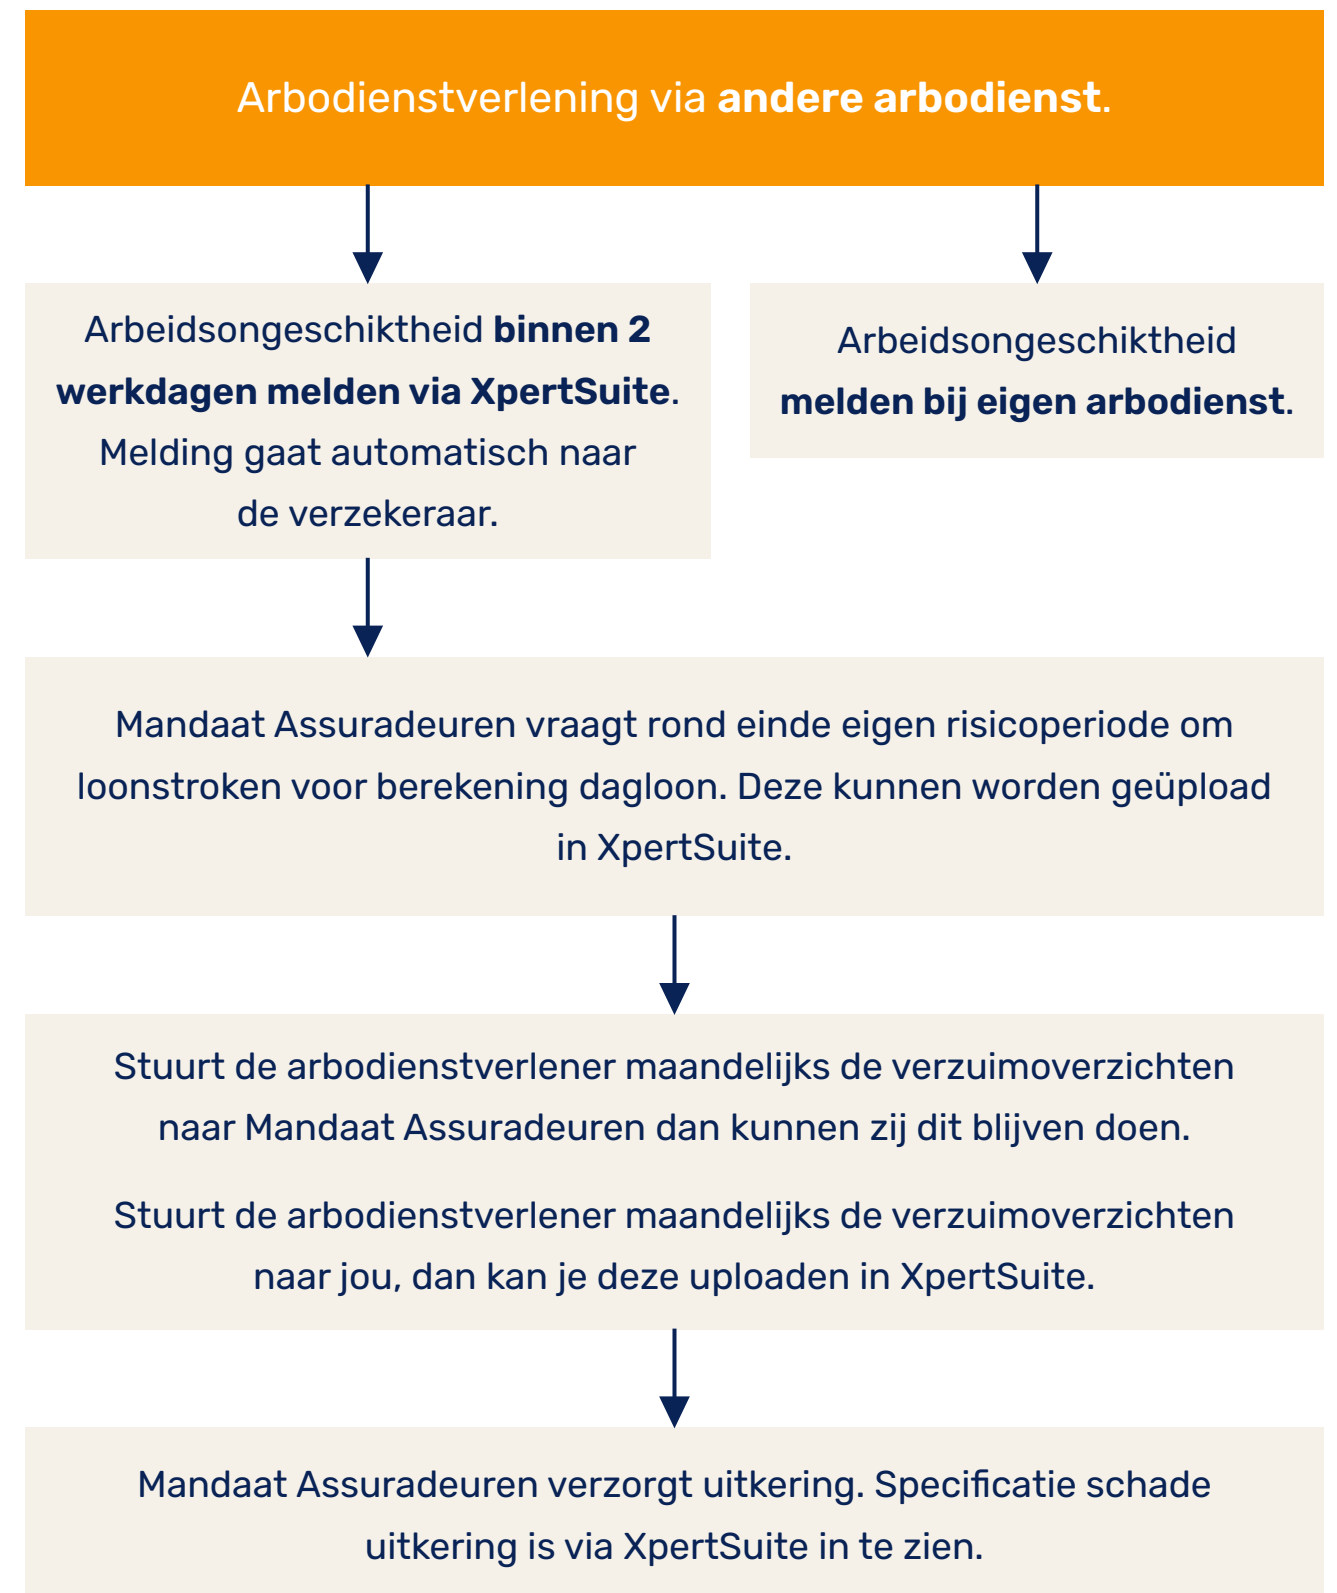 Arbodienstverlening via andere arbodienst.
Arbeidsongeschiktheid binnen 2
werkdagen melden via XpertSuite.
Melding gaat automatisch naar
de verzekeraar.
Arbeidsongeschiktheid
melden bij eigen arbodienst.
Mandaat Assuradeuren vraagt rond einde eigen risicoperiode om
loonstroken voor berekening dagloon. Deze kunnen worden geüpload
in XpertSuite.
Stuurt de arbodienstverlener maandelijks de verzuimoverzichten
naar Mandaat Assuradeuren dan kunnen zij dit blijven doen.
Stuurt de arbodienstverlener maandelijks de verzuimoverzichten
naar jou, dan kan je deze uploaden in XpertSuite.
Mandaat Assuradeuren verzorgt uitkering. Specificatie schade
uitkering is via XpertSuite in te zien.